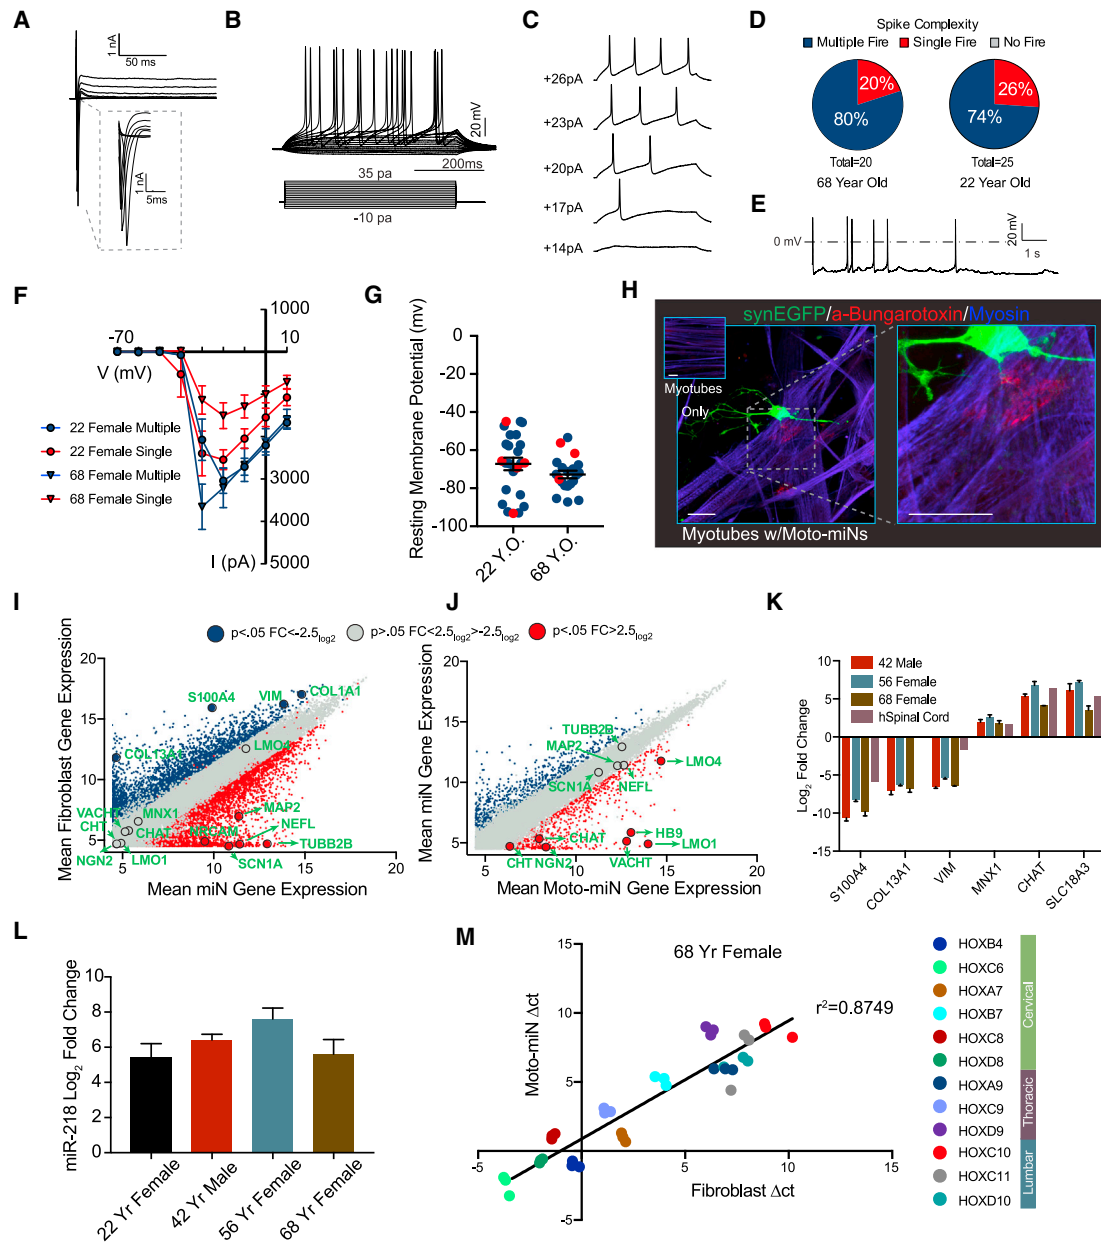 A
1 nA
50 ms
1 nA
5ms
B
20 mV
200ms
35 pa
-10 pa
C
+26pA
+23pA
+20pA
+17pA
+14pA
D
Spike Complexity
Multiple Fire
Single Fire
No Fire
20%
80%
26%
74%
Total=20
Total=25
68 Year Old
22 Year Old
E
0 mV
20 mV
1 s
F
1000
-70
10
V (mV)
3000
4000
5000
I (pA)
22 Female Multiple
22 Female Single
68 Female Multiple
68 Female Single
G
Resting Membrane Potential (mv)
0
-20
-40
-60
-80
-100
22 Y.O.
68 Y.O.
H
synEGFP/a-Bungarotoxin/Myosin
Myotubes
Only
Myotubes w/Moto-miNs
I
J
p<.05 FC<-2.5log2
p>.05 FC<2.5log2>-2.5log2
p<.05 FC>2.5log2
Mean Fibroblast Gene Expression
20
15
10
5
5
10
15
20
Mean miN Gene Expression
S100A4
VIM
COL1A1
COL13A1
LMO4
VACHT
MNX1
CHT
CHAT
NRCAM
MAP2
NEFL
TUBB2B
NGN2
LMO1
SCN1A
Mean miN Gene Expression
20
15
10
5
5
10
15
20
Mean Moto-miN Gene Expression
TUBB2B
MAP2
LMO4
SCN1A
NEFL
CHAT
HB9
LMO1
CHT
NGN2
VACHT
K
Log2 Fold Change
10
5
0
-5
-10
-15
42 Male
56 Female
68 Female
hSpinal Cord
S100A4
COL13A1
VIM
MNX1
CHAT
SLC18A3
L
miR-218 Log2 Fold Change
8
6
4
2
0
22 Yr Female
42 Yr Male
56 Yr Female
68 Yr Female
M
68 Yr Female
Moto-miN Δct
15
10
5
-5
-5
0
5
10
15
Fibroblast Δct
r²=0.8749
HOXB4
HOXC6
HOXA7
HOXB7
HOXC8
HOXD8
HOXA9
HOXC9
HOXD9
HOXC10
HOXC11
HOXD10
Cervical
Thoracic
Lumbar